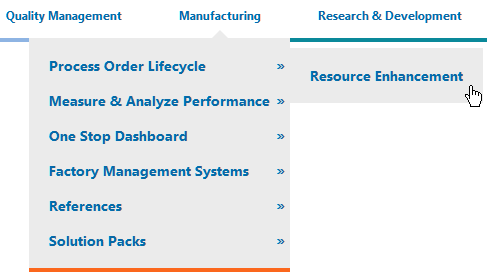 Quality Management Manufacturing Research & Development
Process Order Lifecycle »
Resource Enhancement
Measure & Analyze Performance »
One Stop Dashboard »
Factory Management Systems »
References »
Solution Packs »